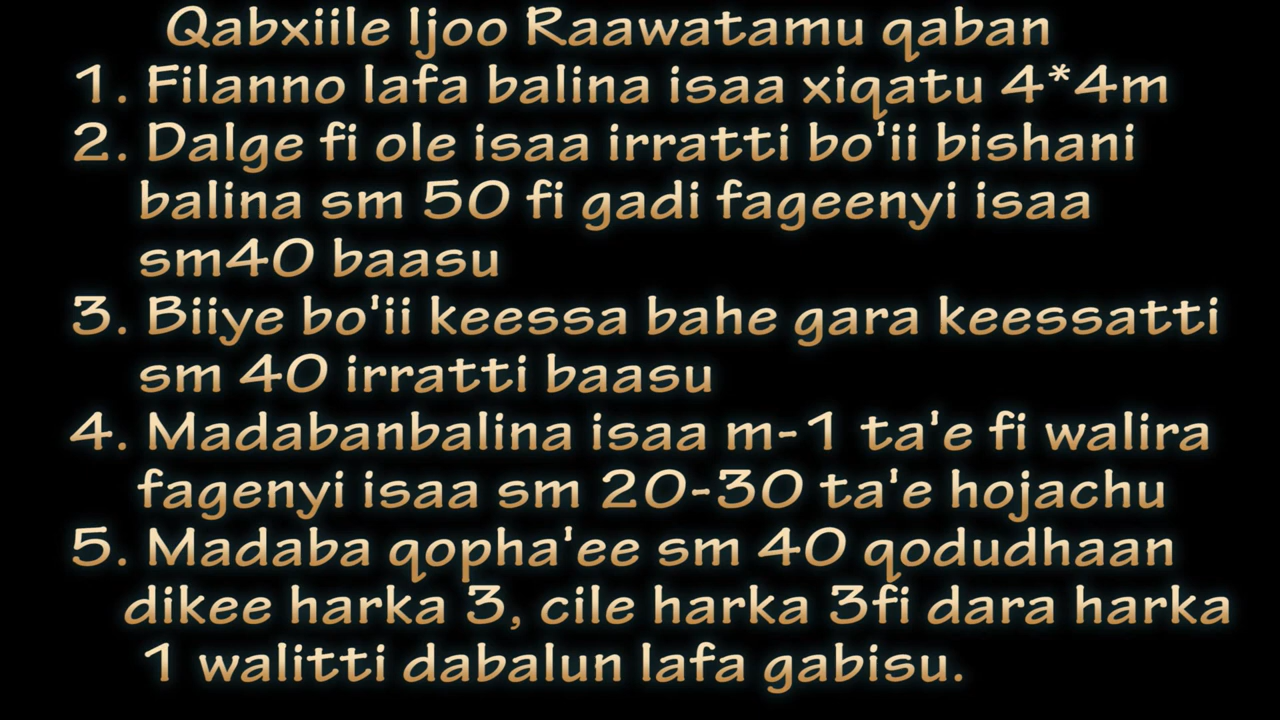 Qabxiile Ijoo Raawatamu qaban
1. Filanno lafa balina isaa xiqatu 4*4m
2. Dalge fi ole isaa irratti bo'ii bishani
balina sm 50 fi gadi fageenyi isaa
sm40 baasu
3. Biiye bo'ii keessa bahe gara keessatti
sm 40 irratti baasu
4. Madabanbalina isaa m-1 ta'e fi walira
fagenyi isaa sm 20-30 ta'e hojachu
5. Madaba qopha'ee sm 40 qodudhaan
dikee harka 3, cile harka 3fi dara harka
1 walitti dabalun lafa gabisu.